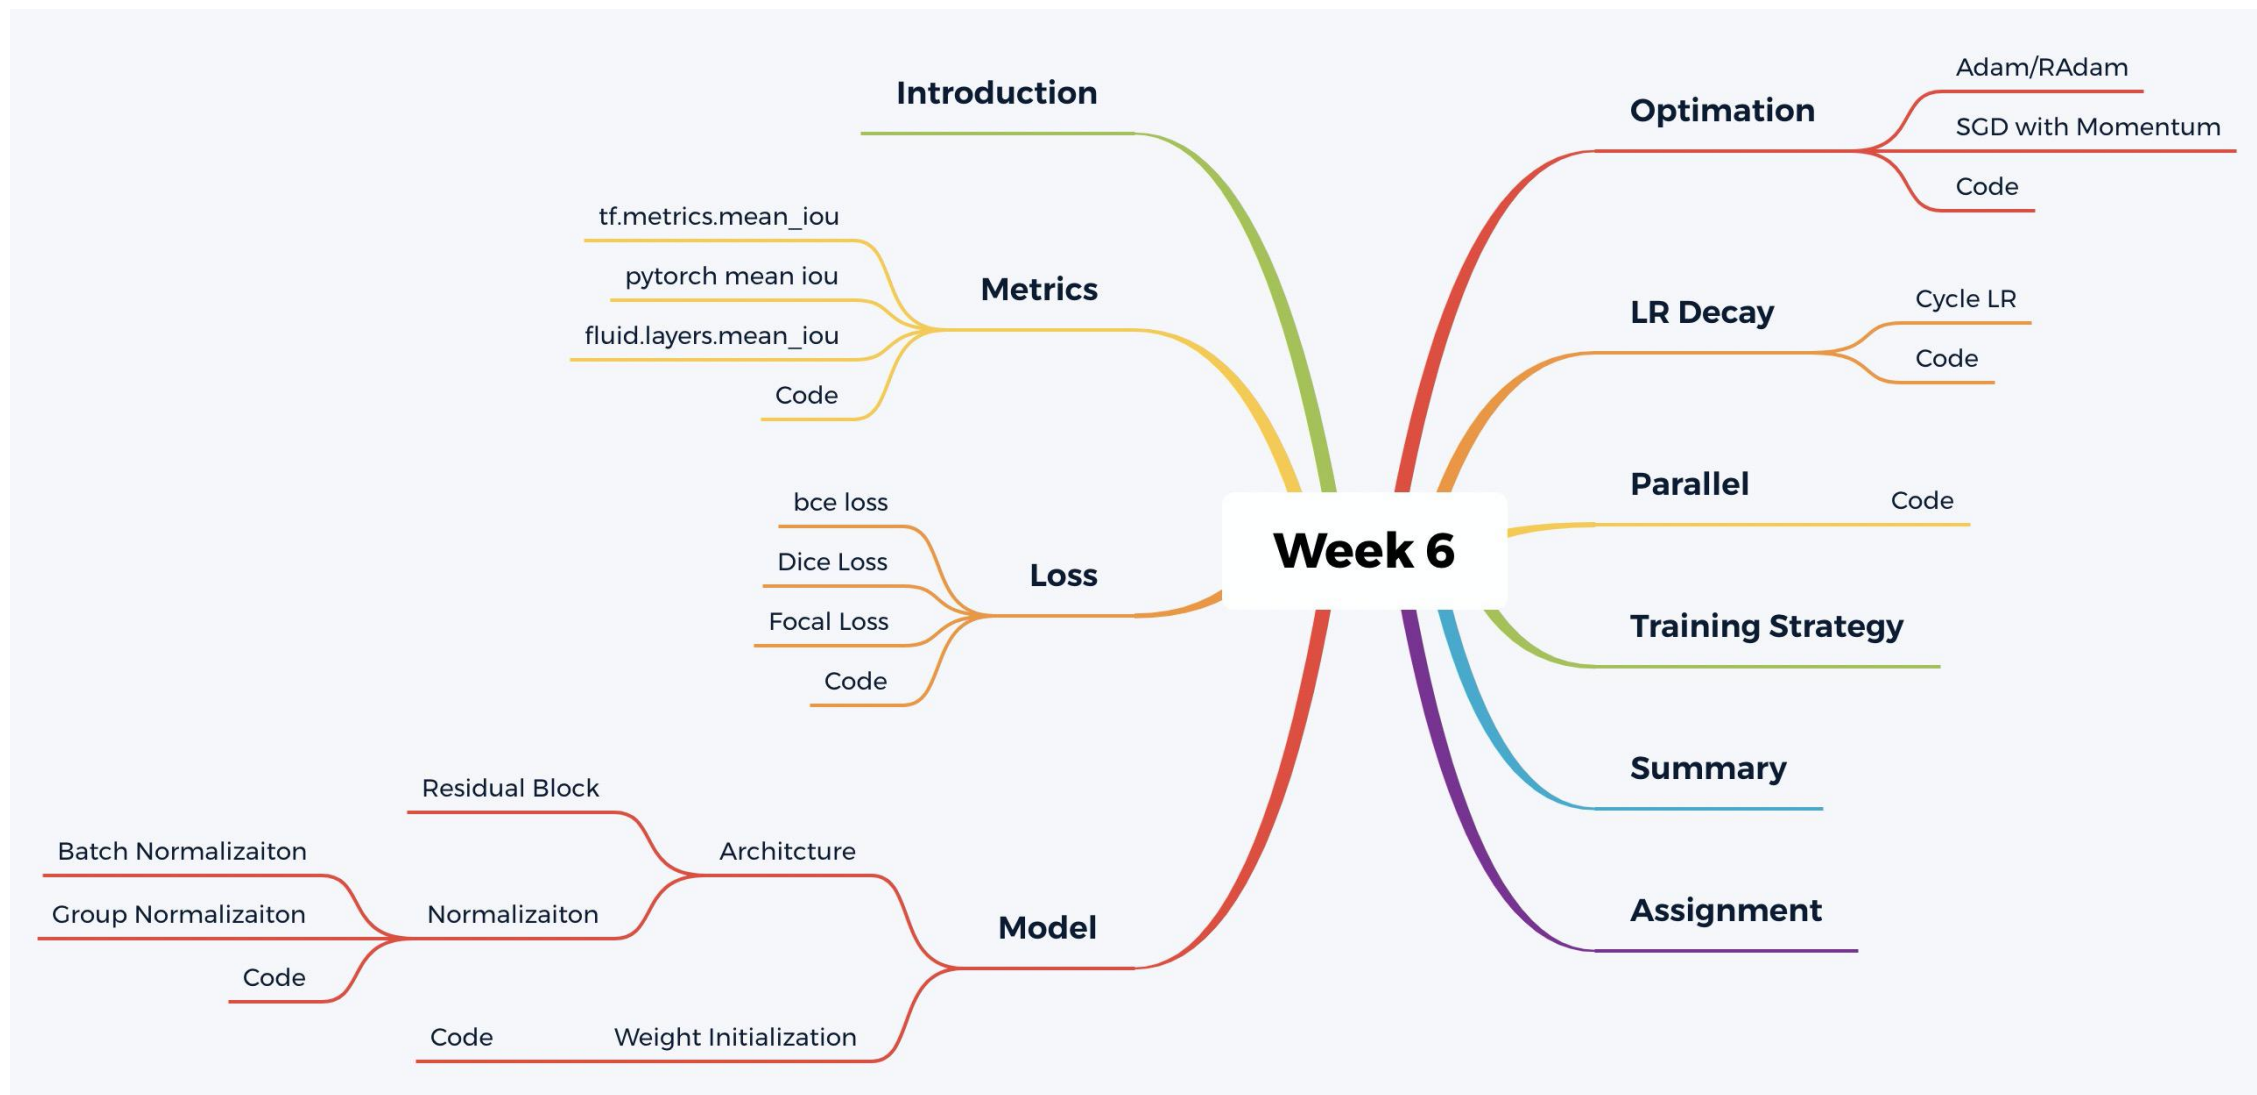 Week 6
Introduction
Metrics
tf.metrics.mean_iou
pytorch mean iou
fluid.layers.mean_iou
Code
Loss
bce loss
Dice Loss
Focal Loss
Code
Model
Architcture
Residual Block
Normalizaiton
Batch Normalizaiton
Group Normalizaiton
Code
Weight Initialization
Code
Optimation
Adam/RAdam
SGD with Momentum
Code
LR Decay
Cycle LR
Code
Parallel
Code
Training Strategy
Summary
Assignment